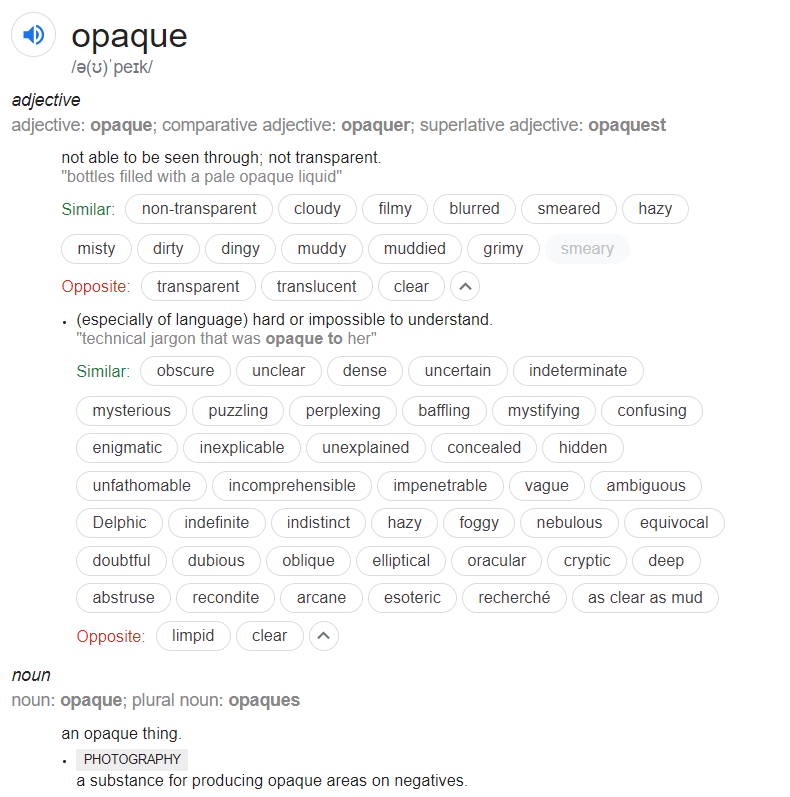 opaque
/ə(ʊ)ˈpeɪk/
adjective
adjective: opaque; comparative adjective: opaquer; superlative adjective: opaquest
not able to be seen through; not transparent.
"bottles filled with a pale opaque liquid"
Similar: non-transparent cloudy filmy blurred smeared hazy
misty dirty dingy muddy muddied grimy smeary
Opposite: transparent translucent clear
• (especially of language) hard or impossible to understand.
"technical jargon that was opaque to her"
Similar: obscure unclear dense uncertain indeterminate
mysterious puzzling perplexing baffling mystifying confusing
enigmatic inexplicable unexplained concealed hidden
unfathomable incomprehensible impenetrable vague ambiguous
Delphic indefinite indistinct hazy foggy nebulous equivocal
doubtful dubious oblique elliptical oracular cryptic deep
abstruse recondite arcane esoteric recherché as clear as mud
Opposite: limpid clear
noun
noun: opaque; plural noun: opaques
an opaque thing.
• PHOTOGRAPHY
a substance for producing opaque areas on negatives.